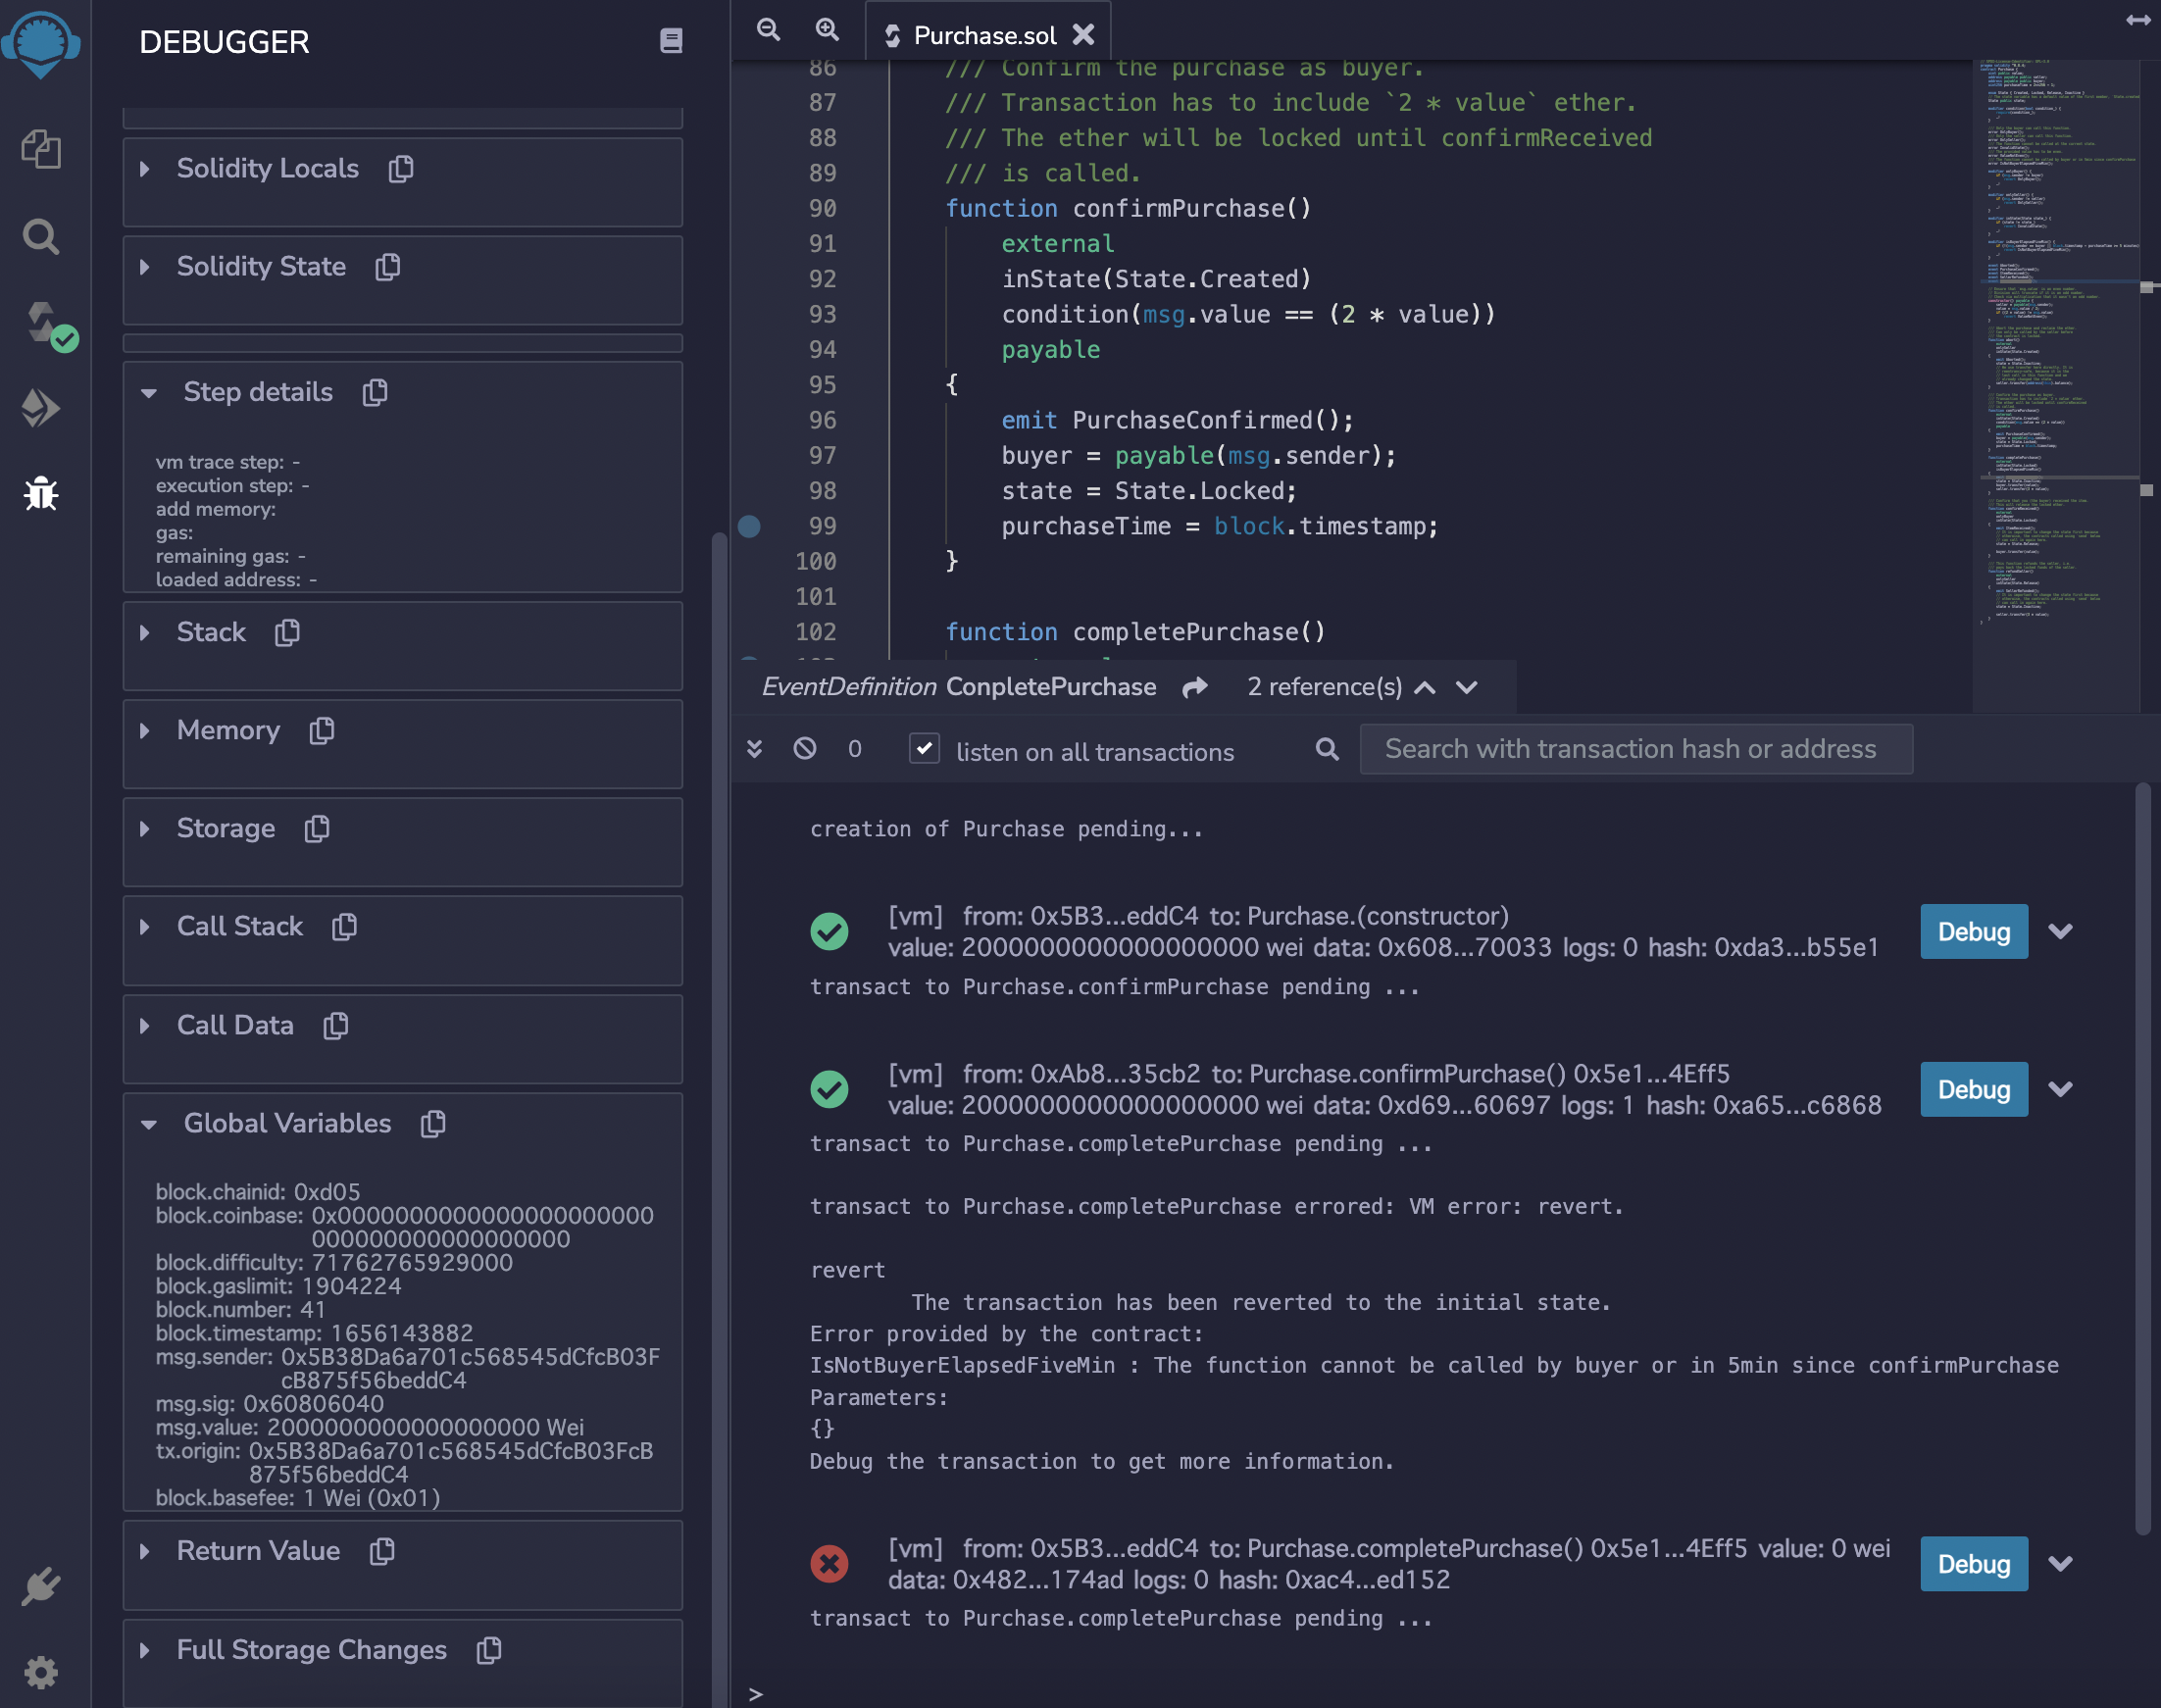 DEBUGGER
Solidity Locals
Solidity State
Step details
vm trace step: -
execution step: -
add memory:
gas:
remaining gas: -
loaded address: -
Stack
Memory
Storage
Call Stack
Call Data
Global Variables
block.chainid: 0xd05
block.coinbase: 0x0000000000000000000000
000000000000000000
block.difficulty: 71762765929000
block.gaslimit: 1904224
block.number: 41
block.timestamp: 1656143882
msg.sender: 0x5B38Da6a701c568545dCfcB03F
cB875f56beddC4
msg.sig: 0x60806040
msg.value: 2000000000000000000 Wei
tx.origin: 0x5B38Da6a701c568545dCfcB03FcB
875f56beddC4
block.basefee: 1 Wei (0x01)
Return Value
Full Storage Changes
Purchase.sol
86 /// Confirm the purchase as buyer.
87 /// Transaction has to include `2 * value` ether.
88 /// The ether will be locked until confirmReceived
89 /// is called.
90 function confirmPurchase()
91 external
92 inState(State.Created)
93 condition(msg.value == (2 * value))
94 payable
95 {
96 emit PurchaseConfirmed();
97 buyer = payable(msg.sender);
98 state = State.Locked;
99 purchaseTime = block.timestamp;
100 }
101
102 function completePurchase()
EventDefinition ConpletePurchase 2 reference(s)
0 listen on all transactions Search with transaction hash or address
creation of Purchase pending...
[vm] from: 0x5B3...eddC4 to: Purchase.(constructor)
value: 2000000000000000000 wei data: 0x608...70033 logs: 0 hash: 0xda3...b55e1
Debug
transact to Purchase.confirmPurchase pending ...
[vm] from: 0xAb8...35cb2 to: Purchase.confirmPurchase() 0x5e1...4Eff5
value: 2000000000000000000 wei data: 0xd69...60697 logs: 1 hash: 0xa65...c6868
Debug
transact to Purchase.completePurchase pending ...
transact to Purchase.completePurchase errored: VM error: revert.
revert
The transaction has been reverted to the initial state.
Error provided by the contract:
IsNotBuyerElapsedFiveMin : The function cannot be called by buyer or in 5min since confirmPurchase
Parameters:
{}
Debug the transaction to get more information.
[vm] from: 0x5B3...eddC4 to: Purchase.completePurchase() 0x5e1...4Eff5 value: 0 wei
data: 0x482...174ad logs: 0 hash: 0xac4...ed152
Debug
transact to Purchase.completePurchase pending ...
>